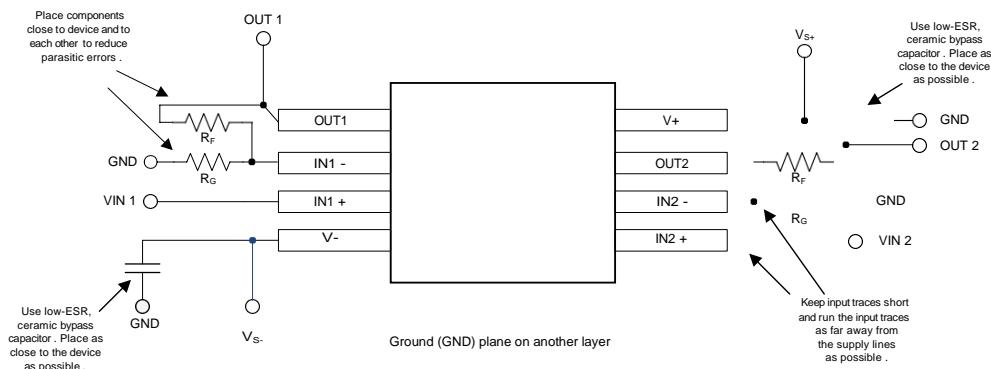 Place components
close to device and to
each other to reduce
parasitic errors .
OUT 1
VS+
Use low-ESR,
ceramic bypass
capacitor . Place as
close to the device
as possible .
OUT1
V+
GND
RF
OUT 2
GND
IN1 -
OUT2
RF
RG
VIN 1
IN1 +
IN2 -
GND
RG
V-
IN2 +
VIN 2
Use low-ESR,
ceramic bypass
capacitor . Place as
close to the device
as possible .
GND
VS-
Ground (GND) plane on another layer
Keep input traces short
and run the input traces
as far away from
the supply lines
as possible .